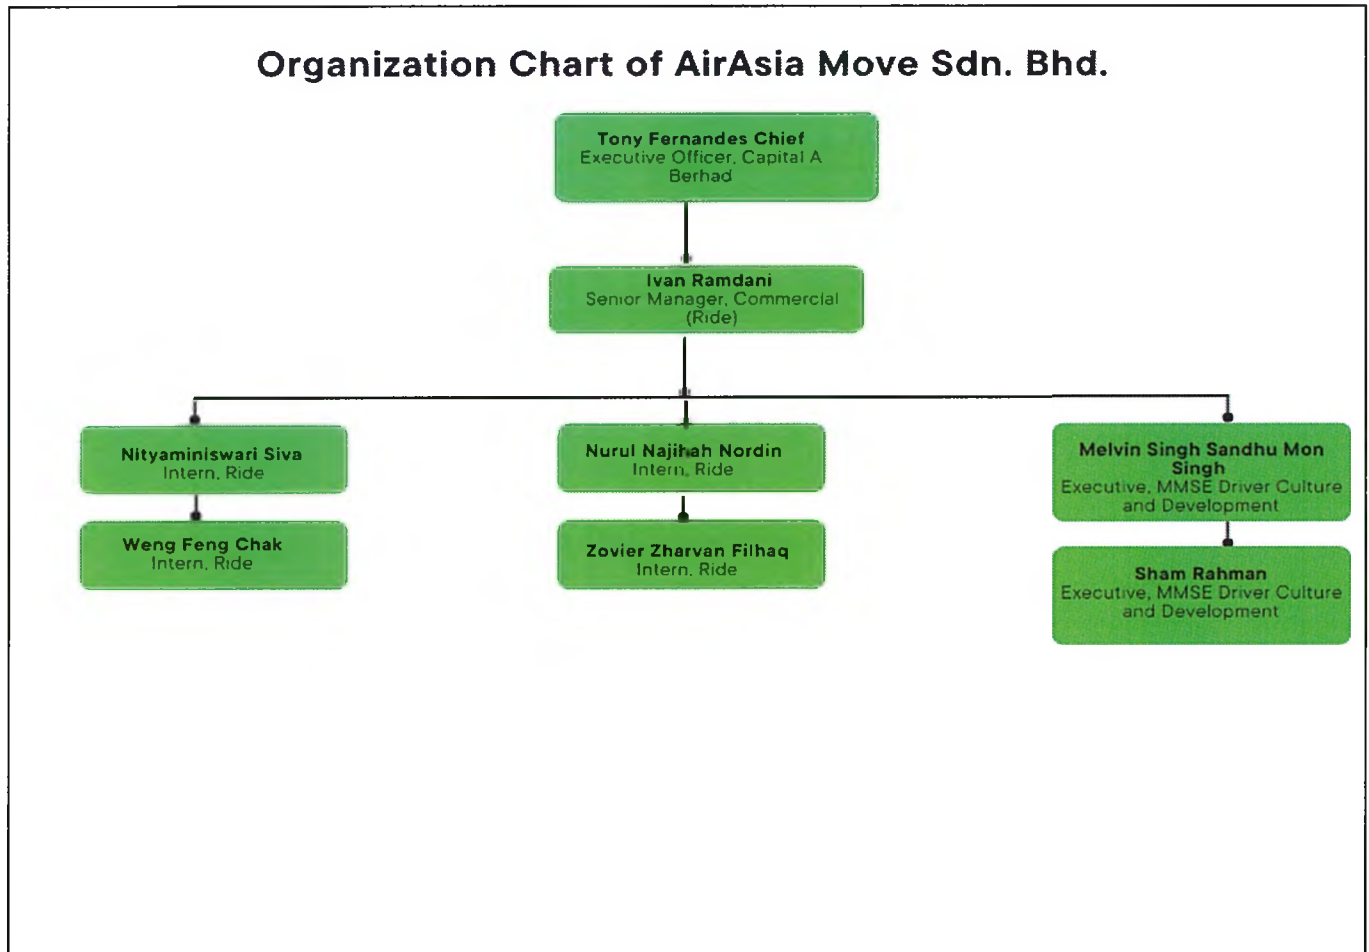 Organization Chart of AirAsia Move Sdn. Bhd.
Tony Fernandes Chief
Executive Officer, Capital A
Berhad
Ivan Ramdani
Senior Manager, Commercial
(Ride)
Nityaminiswari Siva
Intern, Ride
Weng Feng Chak
Intern, Ride
Nurul Najihah Nordin
Intern, Ride
Zovier Zharvan Filhaq
Intern, Ride
Melvin Singh Sandhu Mon
Singh
Executive, MMSE Driver Culture
and Development
Sham Rahman
Executive, MMSE Driver Culture
and Development